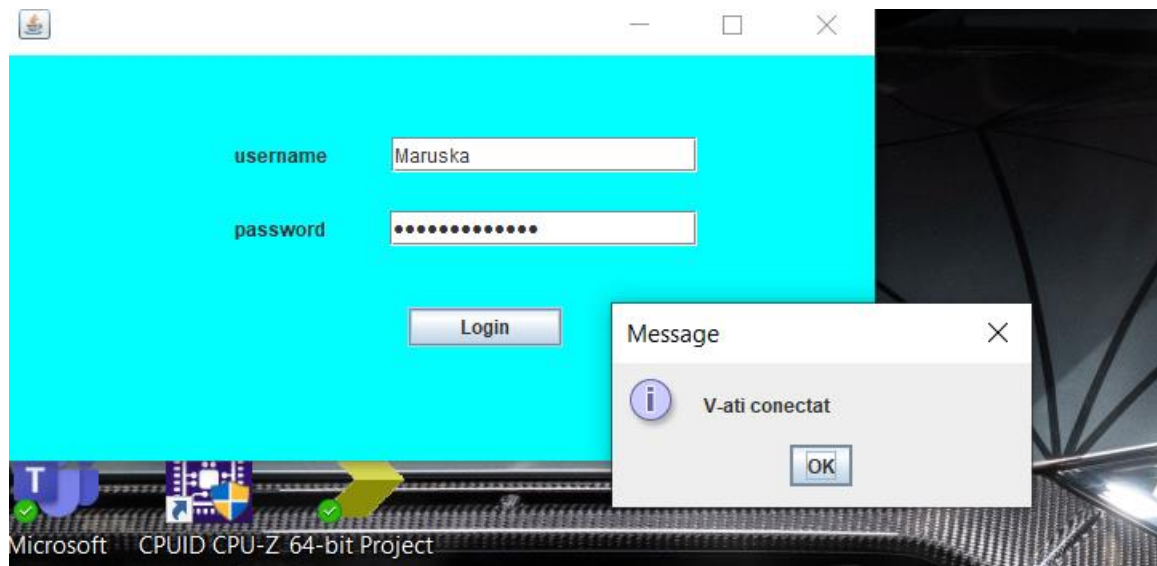 username
Maruska
password
•••••••••••••
Login
Message
V-ati conectat
OK
T
Microsoft
CPUID CPU-Z 64-bit Project